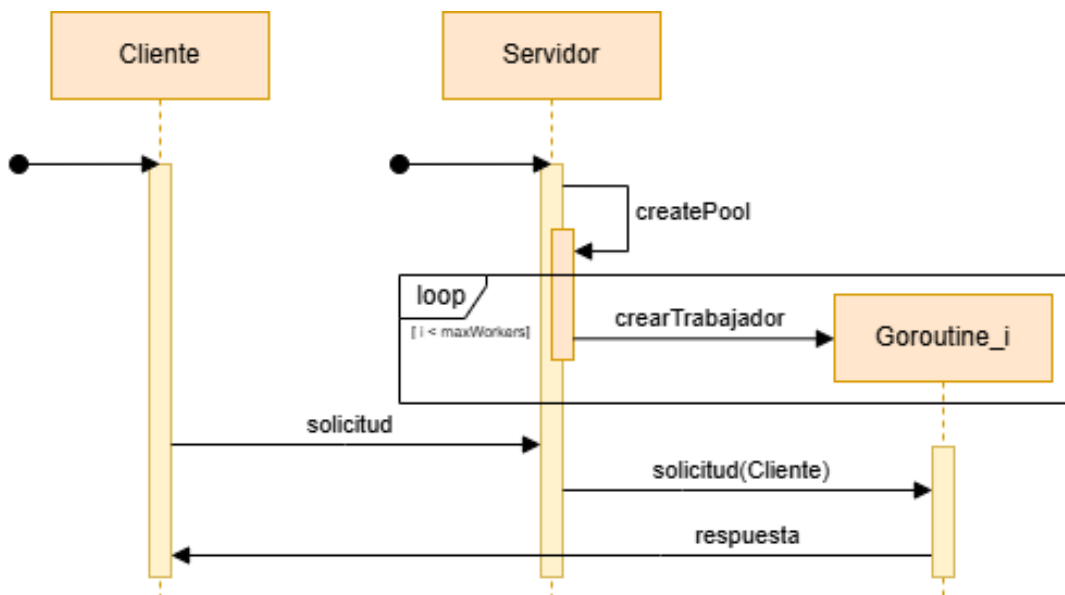 Cliente
Servidor
createPool
loop
[ i < maxWorkers]
crearTrabajador
Goroutine_i
solicitud
solicitud(Cliente)
respuesta